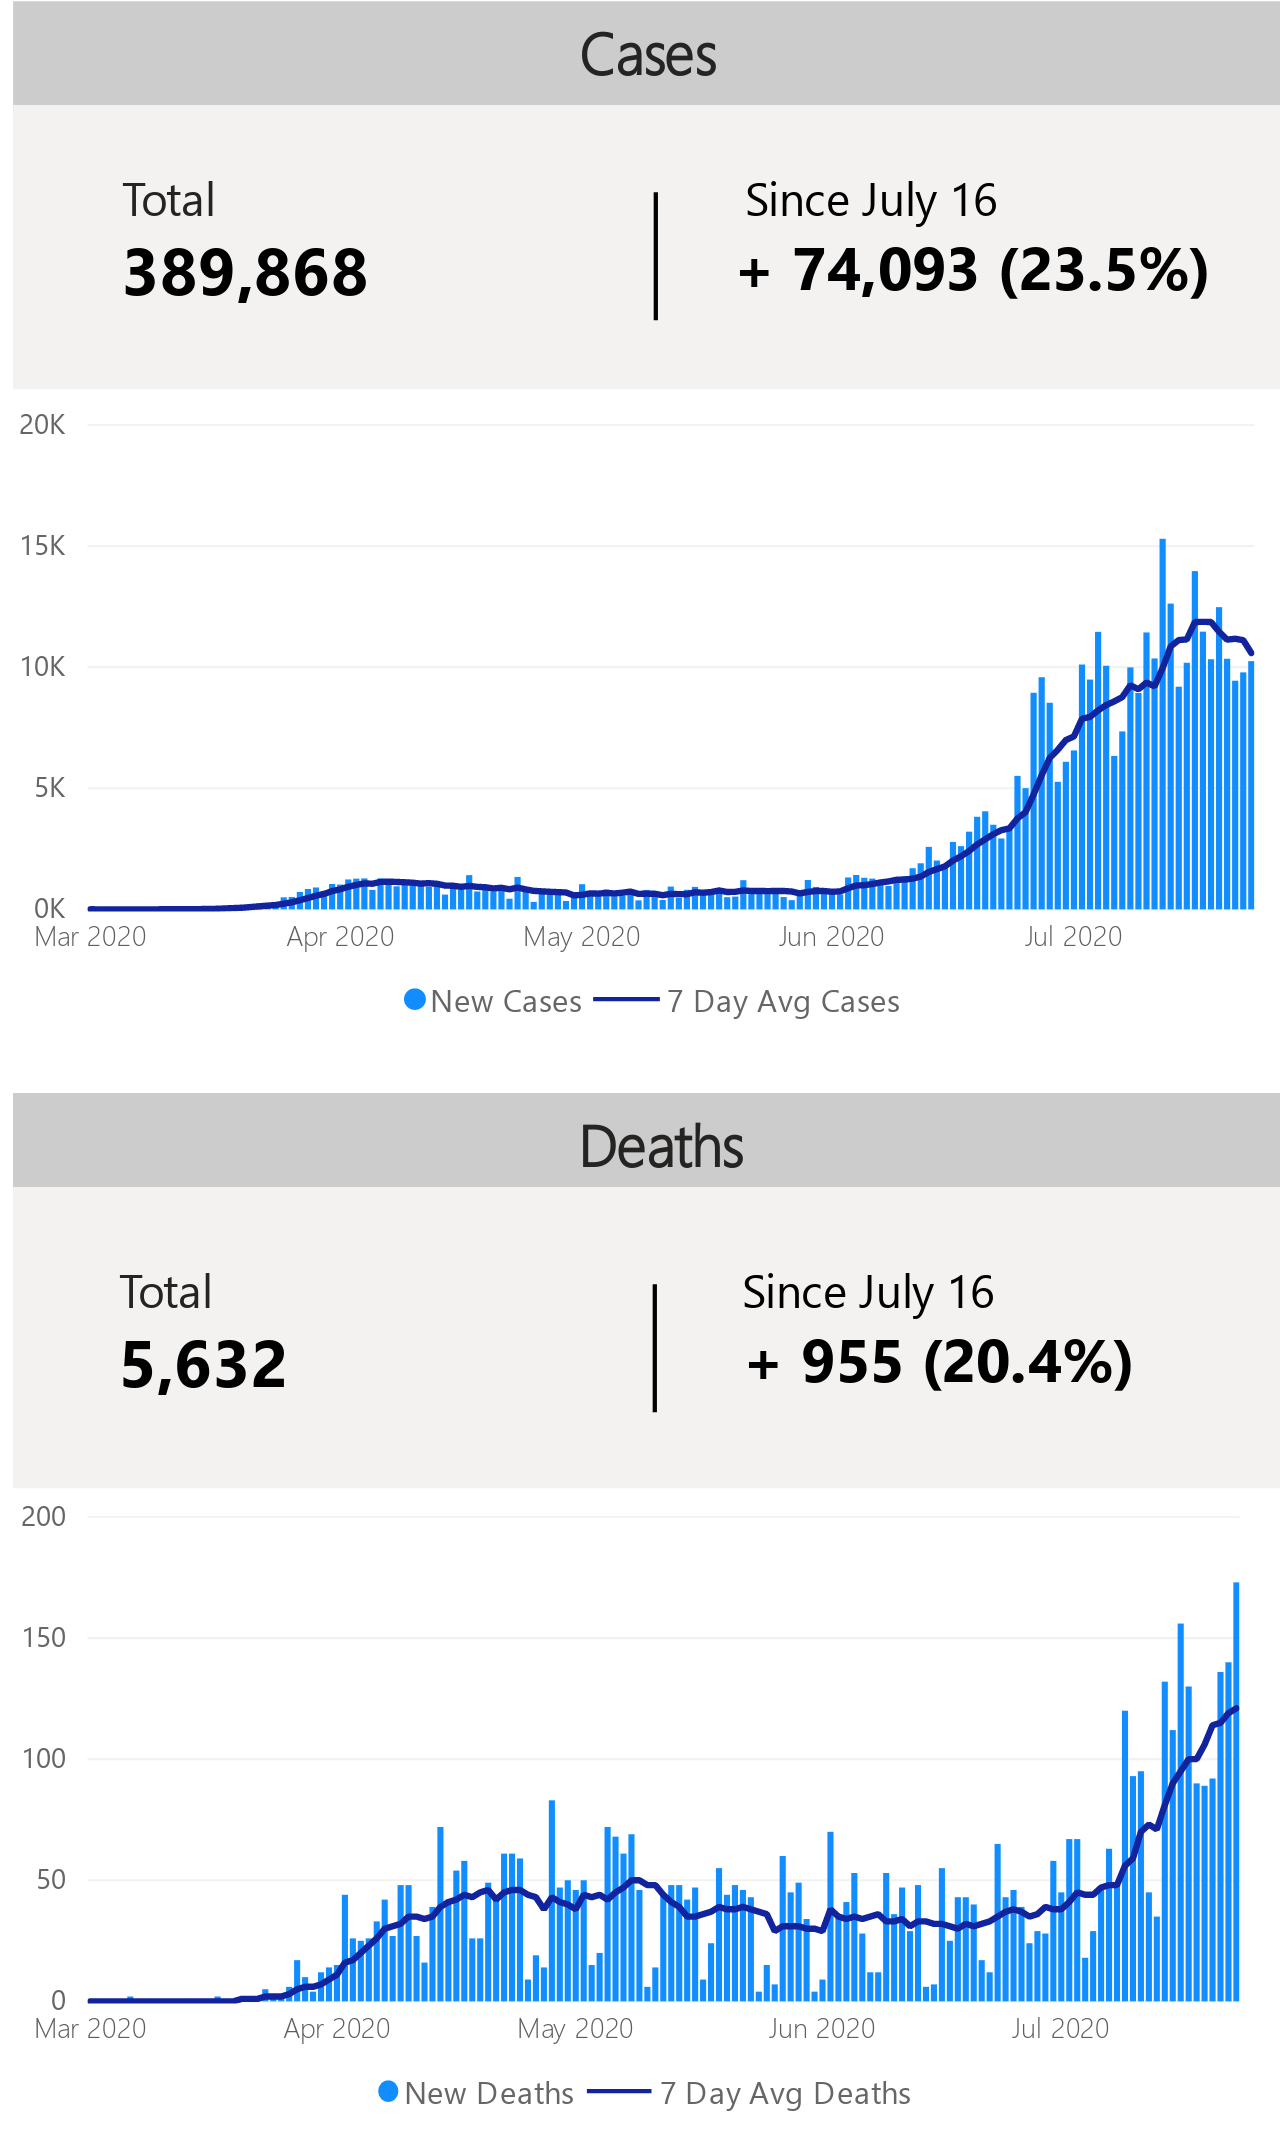 Cases
Total
Since July 16
389,868
+ 74,093 (23.5%)
20K
15K
10K
5K
0K
Mar 2020
Apr 2020
May 2020
Jun 2020
Jul 2020
New Cases
7 Day Avg Cases
Deaths
Total
Since July 16
5,632
+ 955 (20.4%)
200
150
100
50
0
Mar 2020
Apr 2020
May 2020
Jun 2020
Jul 2020
New Deaths
7 Day Avg Deaths